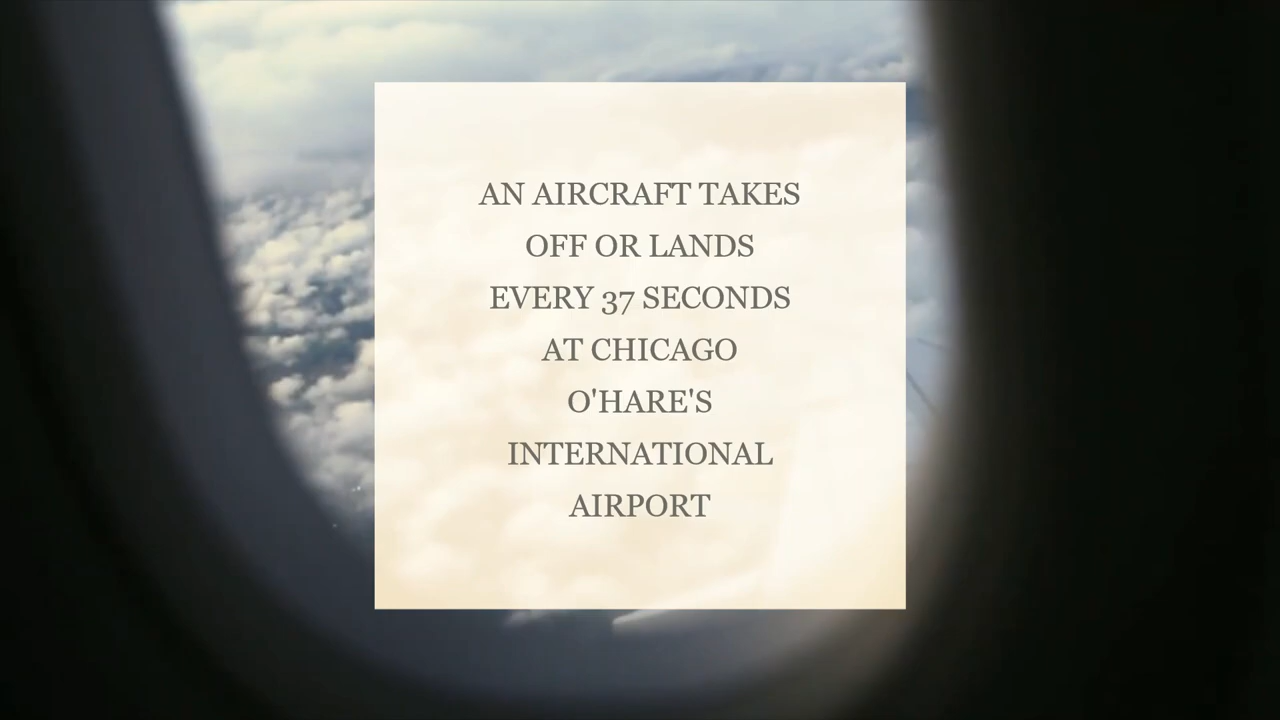 AN AIRCRAFT TAKES
OFF OR LANDS
EVERY 37 SECONDS
AT CHICAGO
O'HARE'S
INTERNATIONAL
AIRPORT